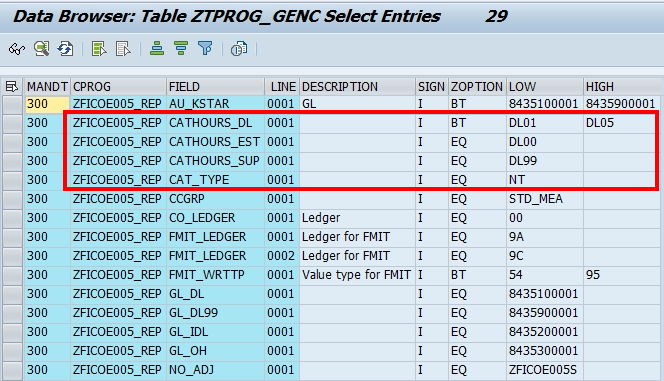 Data Browser: Table ZTPROG_GENC Select Entries 29
MANDT CPROG FIELD LINE DESCRIPTION SIGN ZOPTION LOW HIGH
300 ZFICOE005_REP AU_KSTAR 0001 GL I BT 8435100001 8435900001
300 ZFICOE005_REP CATHOURS_DL 0001 I BT DL01 DL05
300 ZFICOE005_REP CATHOURS_EST 0001 I EQ DL00
300 ZFICOE005_REP CATHOURS_SUP 0001 I EQ DL99
300 ZFICOE005_REP CAT_TYPE 0001 I EQ NT
300 ZFICOE005_REP CCGRP 0001 I EQ STD_MEA
300 ZFICOE005_REP CO_LEDGER 0001 Ledger I EQ 00
300 ZFICOE005_REP FMIT_LEDGER 0001 Ledger for FMIT I EQ 9A
300 ZFICOE005_REP FMIT_LEDGER 0002 Ledger for FMIT I EQ 9C
300 ZFICOE005_REP FMIT_WRTTP 0001 Value type for FMIT I BT 54 95
300 ZFICOE005_REP GL_DL 0001 I EQ 8435100001
300 ZFICOE005_REP GL_DL99 0001 I EQ 8435900001
300 ZFICOE005_REP GL_IDL 0001 I EQ 8435200001
300 ZFICOE005_REP GL_OH 0001 I EQ 8435300001
300 ZFICOE005_REP NO_ADJ 0001 I EQ ZFICOE005S